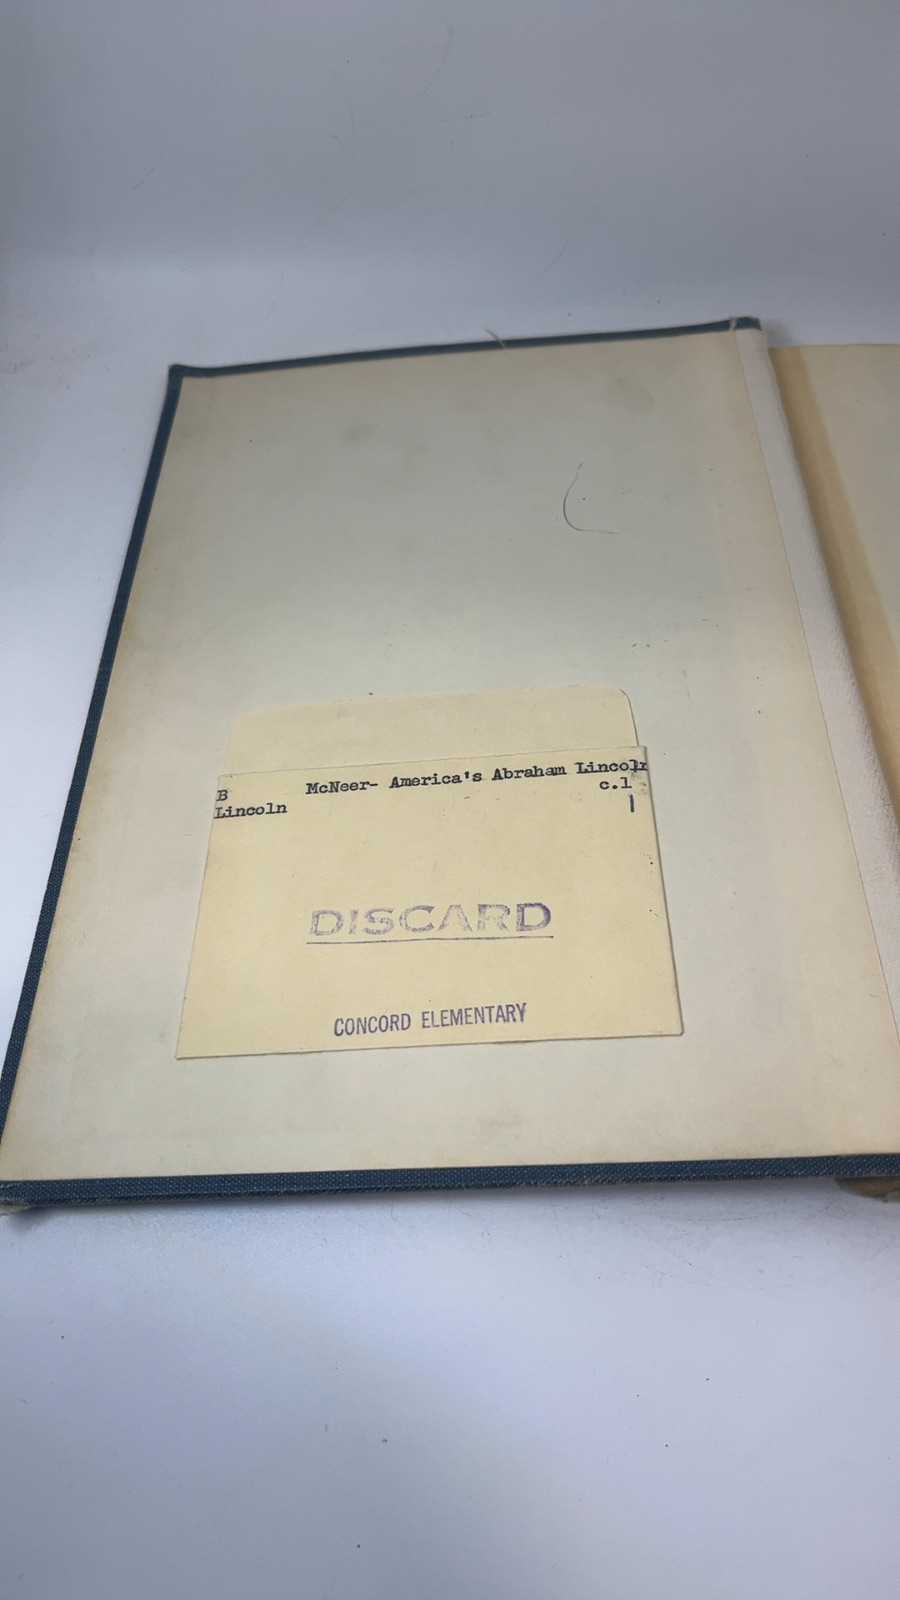 McNeer- America's Abraham Lincoln
B c.1
Lincoln
DISCARD
CONCORD ELEMENTARY